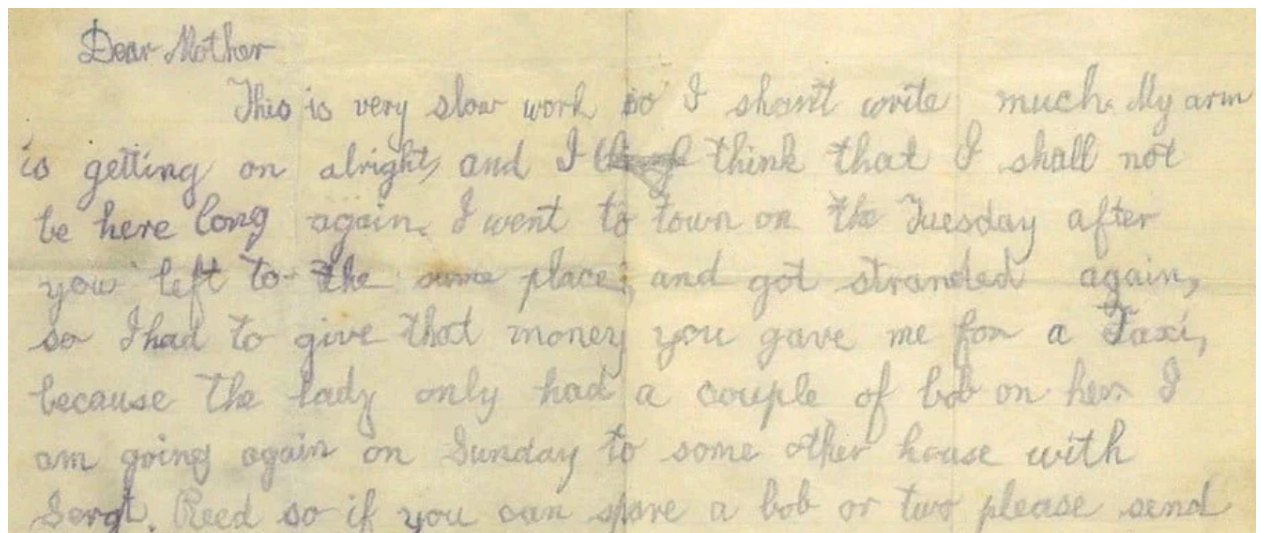 Dear Mother
This is very slow work so I shan't write much. My arm
is getting on alright, and I think that I shall not
be here long again. I went to town on the Tuesday after
you left to the same place, and got stranded again,
so I had to give that money you gave me for a Taxi,
because the lady only had a couple of bob on her. I
am going again on Sunday to some other house with
Sergt. Reed so if you can spare a bob or two please send